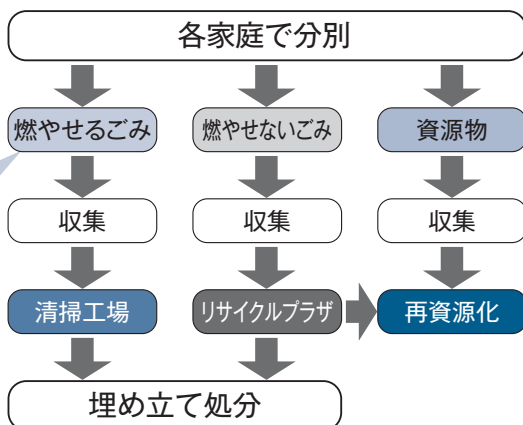 各家庭で分別
燃やせるごみ
燃やせないごみ
資源物
収集
収集
収集
清掃工場
リサイクルプラザ
再資源化
埋め立て処分